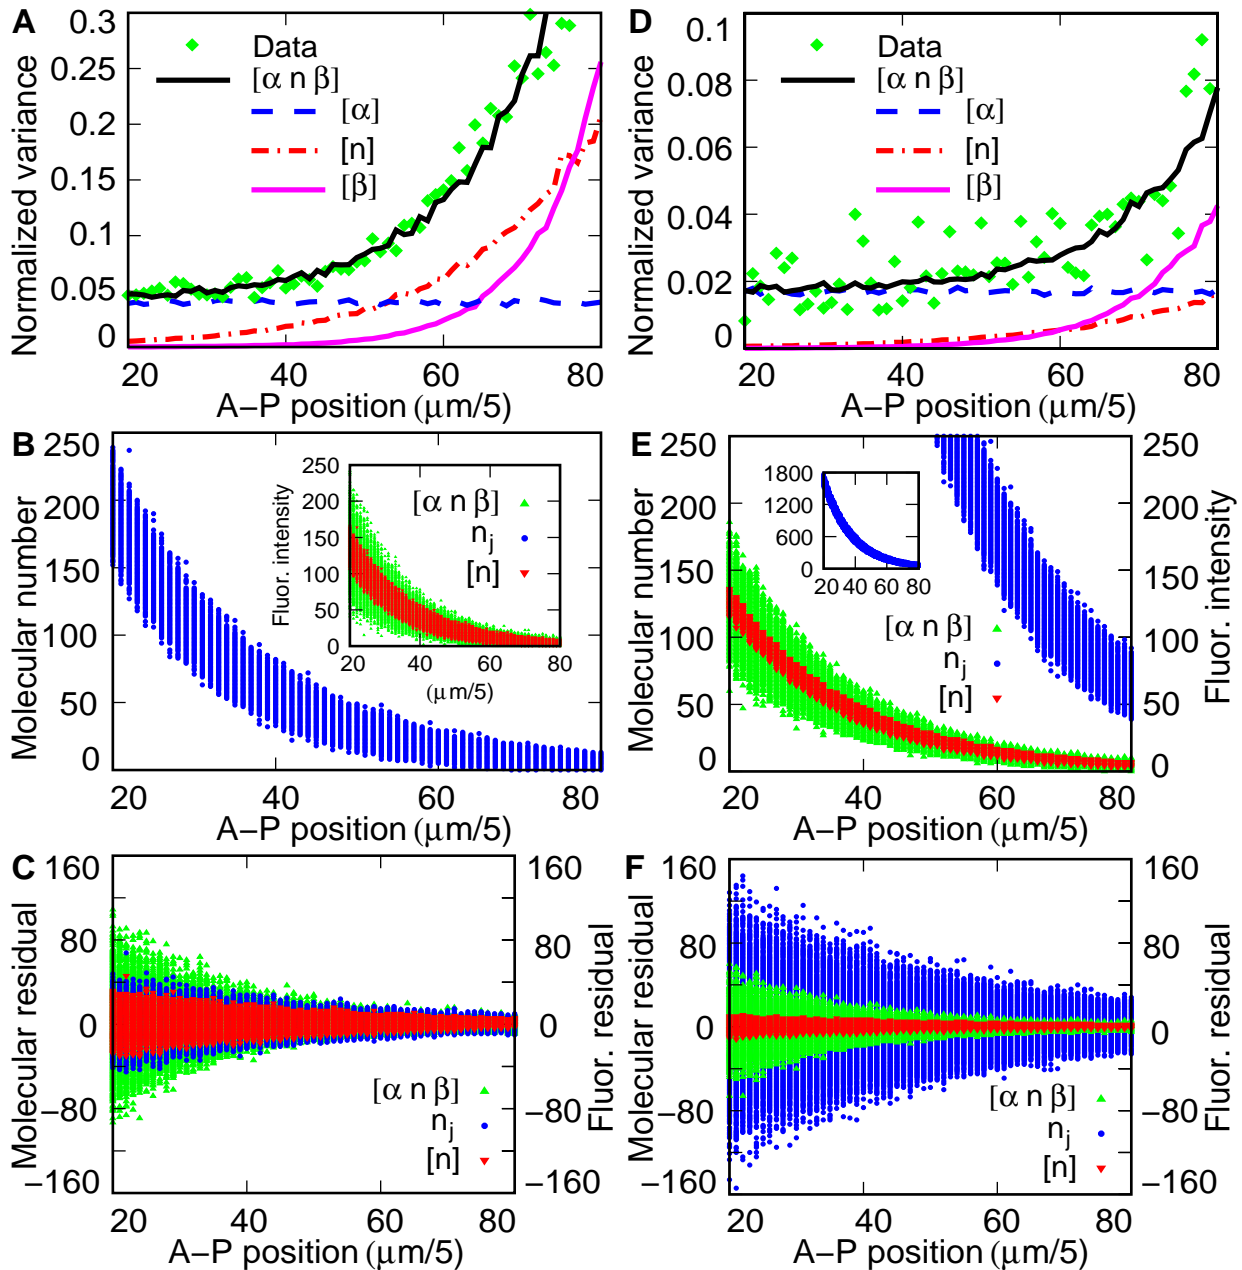 A
Normalized variance
0.3
0.25
0.2
0.15
0.1
0.05
0
Data
[α n β]
[α]
[n]
[β]
40
60
80
20
A−P position (μm/5)
D
Normalized variance
0.1
0.08
0.06
0.04
0.02
0
Data
[α n β]
[α]
[n]
[β]
20
40
60
80
A−P position (μm/5)
B
Molecular number
250
200
150
100
50
0
20
40
60
80
A−P position (μm/5)
Fluor. intensity
250
200
150
100
50
0
[α n β]
nj
[n]
20
40
60
80
(μm/5)
E
Molecular number
250
200
150
100
50
0
1800
1200
600
0
20 40 60 80
[α n β]
nj
[n]
250
200
150
100
50
0
Fluor. intensity
20
40
60
80
A−P position (μm/5)
C
Molecular residual
160
80
0
−80
−160
[α n β]
nj
[n]
160
80
0
−80
−160
Fluor. residual
20
40
60
80
A−P position (μm/5)
F
Molecular residual
160
80
0
−80
−160
[α n β]
nj
[n]
160
80
0
−80
−160
Fluor. residual
20
40
60
80
A−P position (μm/5)